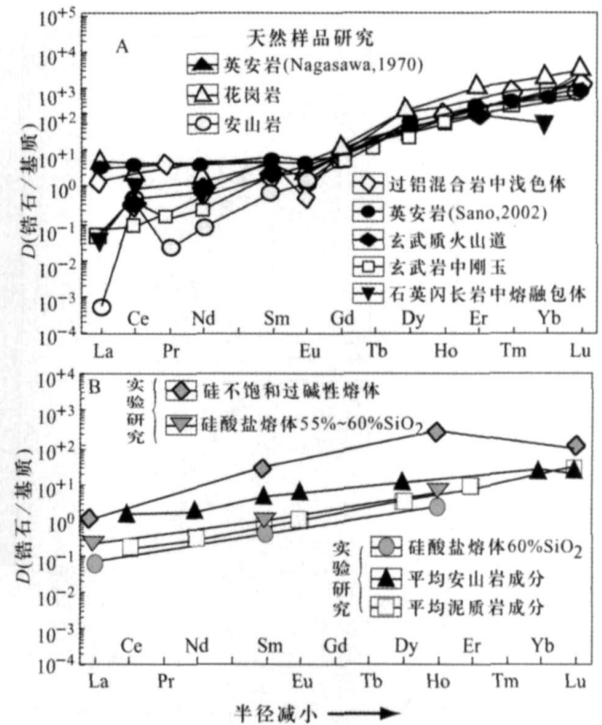 A
天然样品研究
英安岩(Nagasawa,1970)
花岗岩
安山岩
过铝混合岩中浅色体
英安岩(Sano,2002)
玄武质火山道
玄武岩中刚玉
石英闪长岩中熔融包体
D(锆石/基质)
10+5
10+4
10+3
10+2
10+1
10^0
10-1
10-2
10-3
10-4
Ce Nd Sm Gd Dy Er Yb
La Pr Eu Tb Ho Tm Lu
B
实验研究
硅不饱和过碱性熔体
硅酸盐熔体55%~60%SiO2
实验研究
硅酸盐熔体60%SiO2
平均安山岩成分
平均泥质岩成分
D(锆石/基质)
10+4
10+3
10+2
10+1
10^0
10-1
10-2
10-3
10-4
Ce Nd Sm Gd Dy Er Yb
La Pr Eu Tb Ho Tm Lu
半径减小